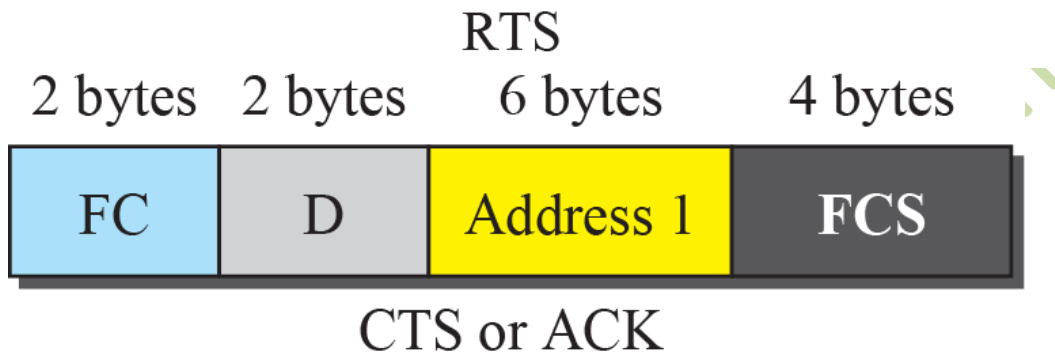 RTS
2 bytes 2 bytes 6 bytes 4 bytes
FC D Address 1 FCS
CTS or ACK